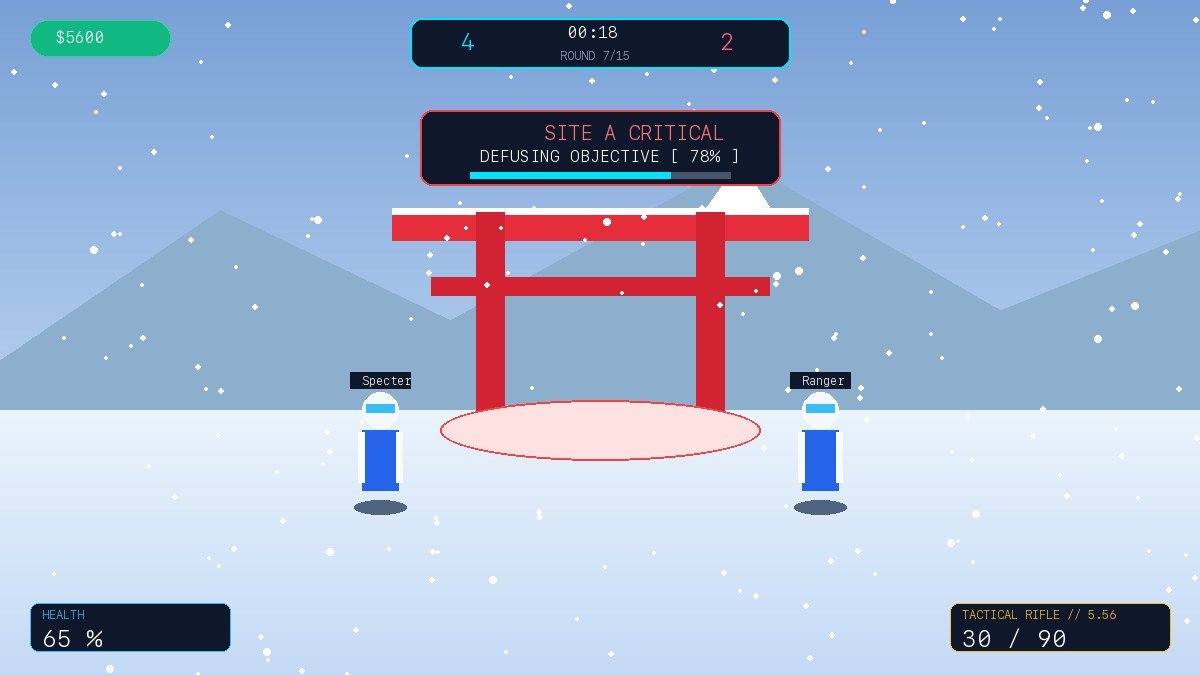 $5600
4
00:18
2
ROUND 7/15
SITE A CRITICAL
DEFUSING OBJECTIVE [ 78% ]
Specter
Ranger
HEALTH
65 %
TACTICAL RIFLE // 5.56
30 / 90